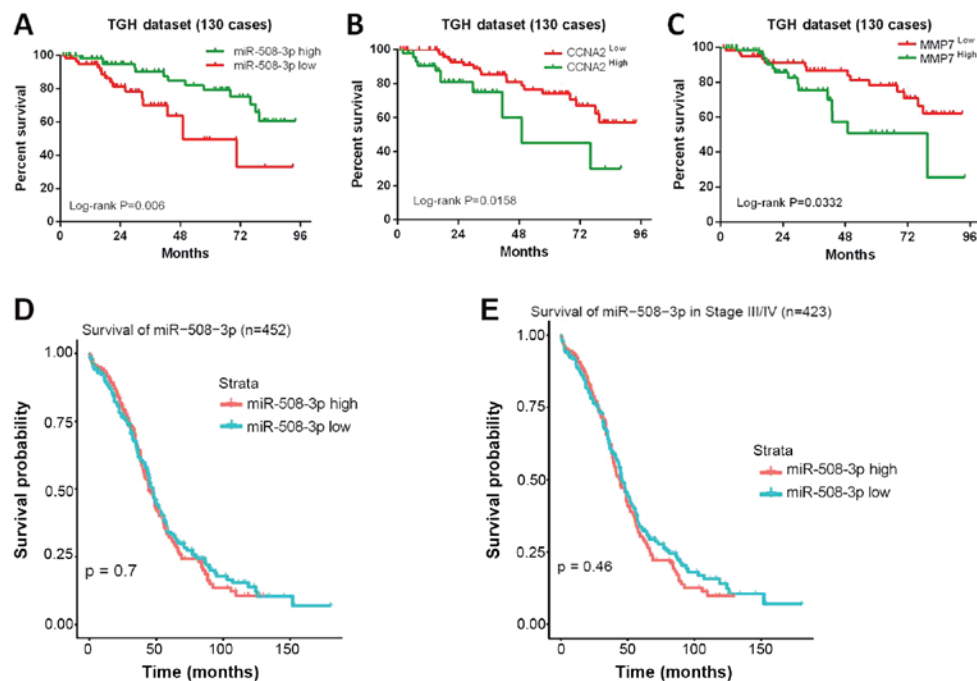 A
TGH dataset (130 cases)
miR-508-3p high
miR-508-3p low
Percent survival
100
80
60
40
20
0
Log-rank P=0.006
0 24 48 72 96
Months
B
TGH dataset (130 cases)
CCNA2 Low
CCNA2 High
Percent survival
100
80
60
40
20
0
Log-rank P=0.0158
0 24 48 72 96
Months
C
TGH dataset (130 cases)
MMP7 Low
MMP7 High
Percent survival
100
80
60
40
20
0
Log-rank P=0.0332
0 24 48 72 96
Months
D
Survival of miR−508−3p (n=452)
Strata
miR-508-3p high
miR-508-3p low
Survival probability
1.00
0.75
0.50
0.25
0.00
p = 0.7
0 50 100 150
Time (months)
E
Survival of miR−508−3p in Stage III/IV (n=423)
Strata
miR-508-3p high
miR-508-3p low
Survival probability
1.00
0.75
0.50
0.25
0.00
p = 0.46
0 50 100 150
Time (months)